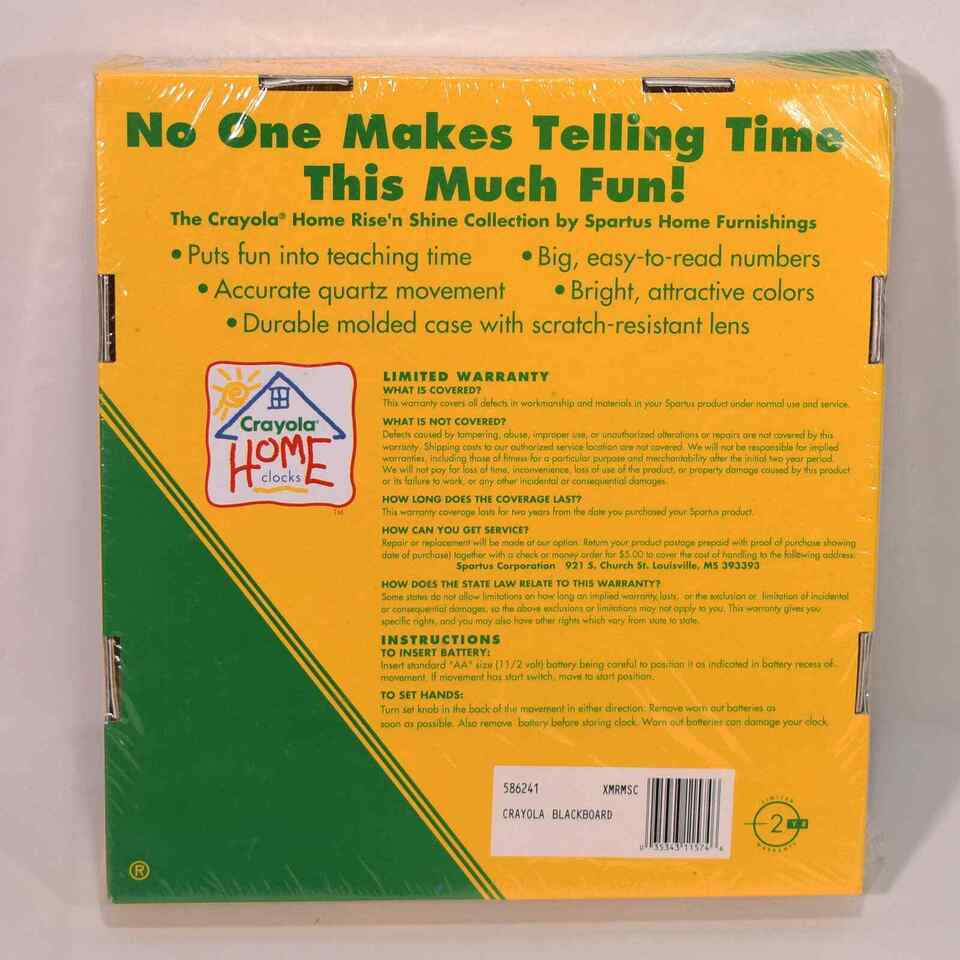 No One Makes Telling Time
This Much Fun!
The Crayola® Home Rise'n Shine Collection by Spartus Home Furnishings
• Puts fun into teaching time • Big, easy-to-read numbers
• Accurate quartz movement • Bright, attractive colors
• Durable molded case with scratch-resistant lens
Crayola®
HOME
clocks
TM
LIMITED WARRANTY
WHAT IS COVERED?
This warranty covers all defects in workmanship and materials in your Spartus product under normal use and service.
WHAT IS NOT COVERED?
Defects caused by tampering, abuse, improper use, or unauthorized alterations or repairs are not covered by this
warranty. Shipping costs to our authorized service location are not covered. We will not be responsible for implied
warranties, including those of fitness for a particular purpose and merchantability after the initial two year period.
We will not pay for loss of time, inconvenience, loss of use of the product, or property damage caused by this product
or its failure to work, or any other incidental or consequential damages.
HOW LONG DOES THE COVERAGE LAST?
This warranty coverage lasts for two years from the date you purchased your Spartus product.
HOW CAN YOU GET SERVICE?
Repair or replacement will be made at our option. Return your product postage prepaid with proof of purchase showing
date of purchase) together with a check or money order for $5.00 to cover the cost of handling to the following address:
Spartus Corporation 921 S. Church St. Louisville, MS 393393
HOW DOES THE STATE LAW RELATE TO THIS WARRANTY?
Some states do not allow limitations on how long an implied warranty lasts, or the exclusion or limitation of incidental
or consequential damages, so the above exclusions or limitations may not apply to you. This warranty gives you
specific rights, and you may also have other rights which vary from state to state.
INSTRUCTIONS
TO INSERT BATTERY:
Insert standard "AA" size (11/2 volt) battery being careful to position it as indicated in battery recess of
movement. If movement has start switch, move to start position.
TO SET HANDS:
Turn set knob in the back of the movement in either direction. Remove worn out batteries as
soon as possible. Also remove battery before storing clock. Worn out batteries can damage your clock.
586241 XMRMSC
CRAYOLA BLACKBOARD
0 35343 11574 6
LIMITED
2 YR
WARRANTY
®